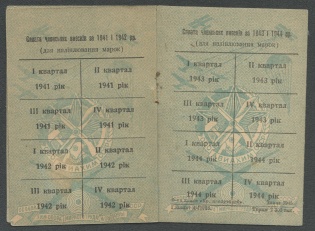 Сплата членських внесків за 1941 і 1942 рр.
(для наліплювання марок)
I квартал II квартал
1941 рік 1941 рік
III квартал IV квартал
1941 рік 1941 рік
I квартал II квартал
1942 рік 1942 рік
III квартал IV квартал
1942 рік 1942 рік
Сплата членських внесків за 1943 і 1944 рр.
(для наліплювання марок)
I квартал II квартал
1943 рік 1943 рік
III квартал IV квартал
1943 рік 1943 рік
I квартал II квартал
1944 рік 1944 рік
III квартал IV квартал
1944 рік 1944 рік